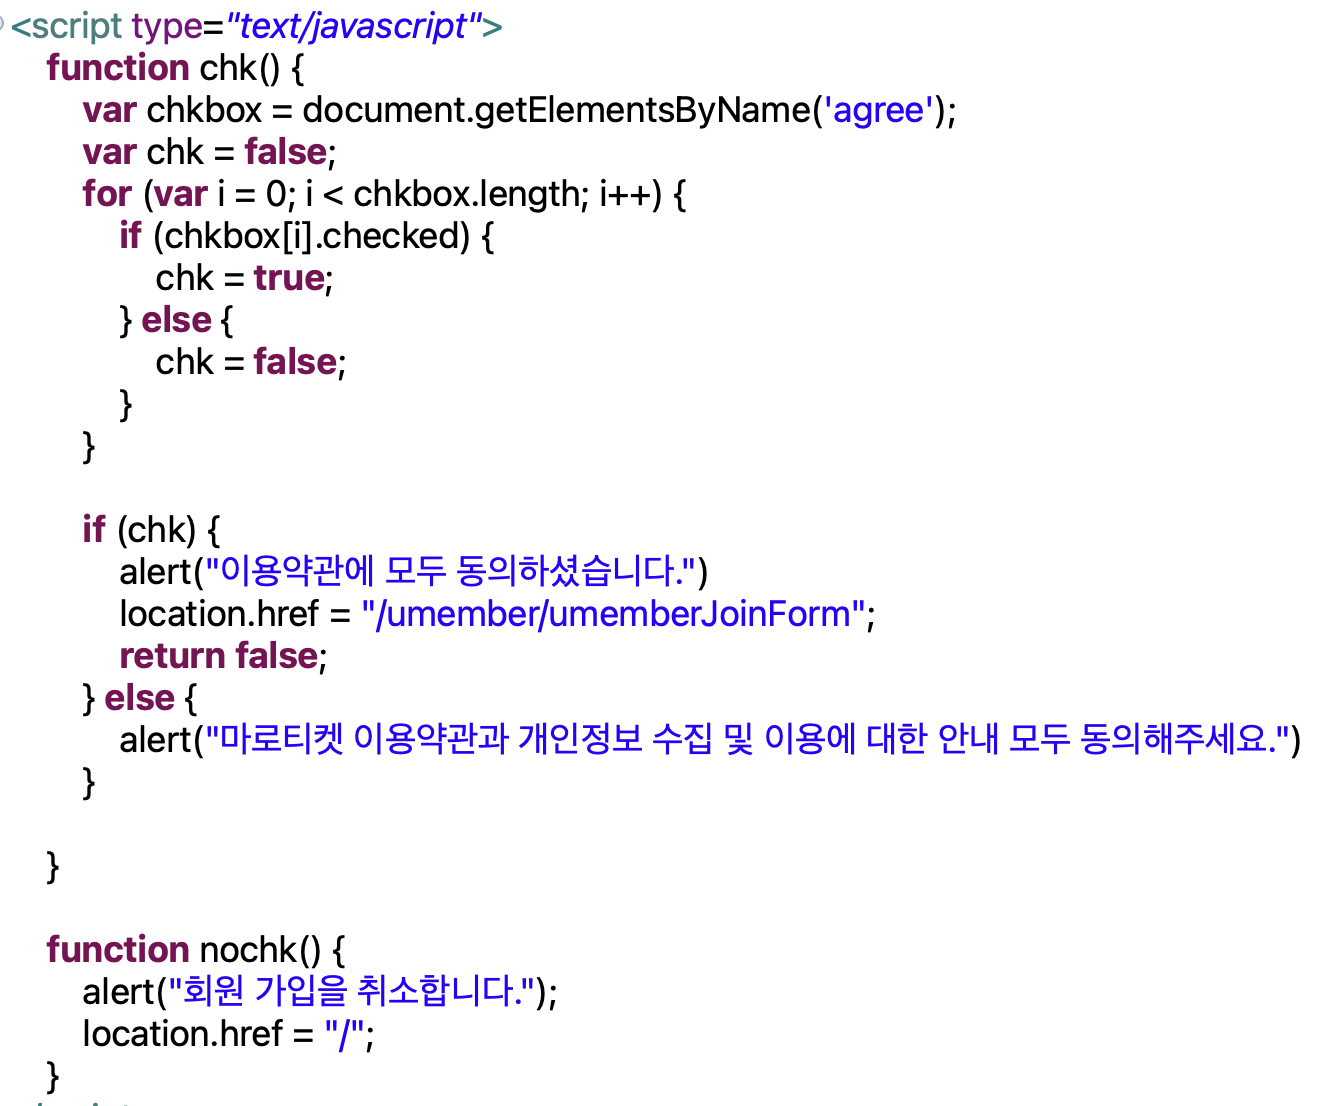 <script type="text/javascript">
function chk() {
var chkbox = document.getElementsByName('agree');
var chk = false;
for (var i = 0; i < chkbox.length; i++) {
if (chkbox[i].checked) {
chk = true;
} else {
chk = false;
}
}
if (chk) {
alert("이용약관에 모두 동의하셨습니다.")
location.href = "/umember/umemberJoinForm";
return false;
} else {
alert("마로티켓 이용약관과 개인정보 수집 및 이용에 대한 안내 모두 동의해주세요.")
}
}
function nochk() {
alert("회원 가입을 취소합니다.");
location.href = "/";
}